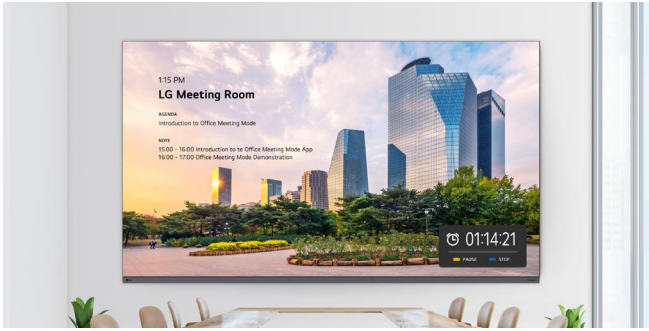 1:15 PM
LG Meeting Room
AGENDA
Introduction to Office Meeting Mode
NOTE
15:00 - 16:00 Introduction to te Office Meeting Mode App
16:00 - 17:00 Office Meeting Mode Demonstration
01:14:21
PAUSE
STOP
LG